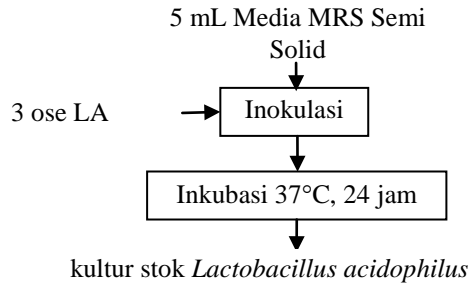 5 mL Media MRS Semi
Solid
3 ose LA
Inokulasi
Inkubasi 37°C, 24 jam
kultur stok Lactobacillus acidophilus